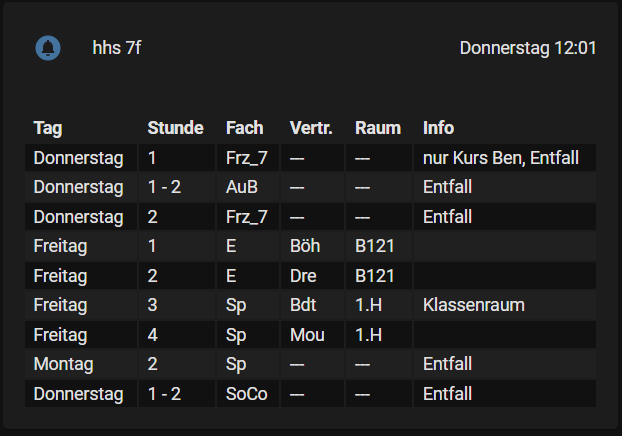 hhs 7f Donnerstag 12:01
Tag Stunde Fach Vertr. Raum Info
Donnerstag 1 Frz_7 --- --- nur Kurs Ben, Entfall
Donnerstag 1 - 2 AuB --- --- Entfall
Donnerstag 2 Frz_7 --- --- Entfall
Freitag 1 E Böh B121
Freitag 2 E Dre B121
Freitag 3 Sp Bdt 1.H Klassenraum
Freitag 4 Sp Mou 1.H
Montag 2 Sp --- --- Entfall
Donnerstag 1 - 2 SoCo --- --- Entfall